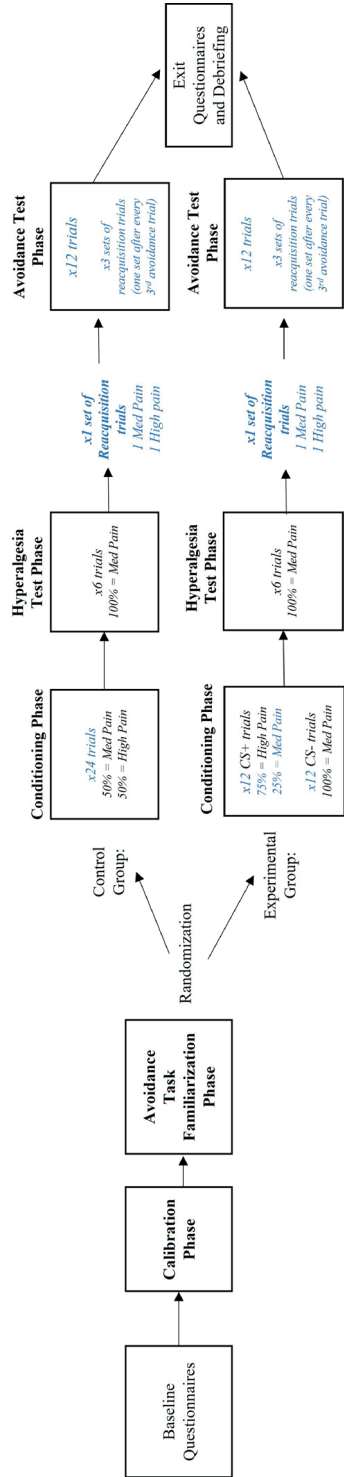 Baseline
Questionnaires
Calibration
Phase
Avoidance
Task
Familiarization
Phase
Randomization
Control
Group:
Conditioning Phase
x24 trials
50% = Med Pain
50% = High Pain
Hyperalgesia
Test Phase
x6 trials
100% = Med Pain
x1 set of
Reacquisition
trials
1 Med Pain
1 High pain
Avoidance Test
Phase
x12 trials
x3 sets of
reacquisition trials
(one set after every
3rd avoidance trial)
Experimental
Group:
Conditioning Phase
x12 CS+ trials
75% = High Pain
25% = Med Pain
x12 CS- trials
100% = Med Pain
Hyperalgesia
Test Phase
x6 trials
100% = Med Pain
x1 set of
Reacquisition
trials
1 Med Pain
1 High pain
Avoidance Test
Phase
x12 trials
x3 sets of
reacquisition trials
(one set after every
3rd avoidance trial)
Exit
Questionnaires
and Debriefing